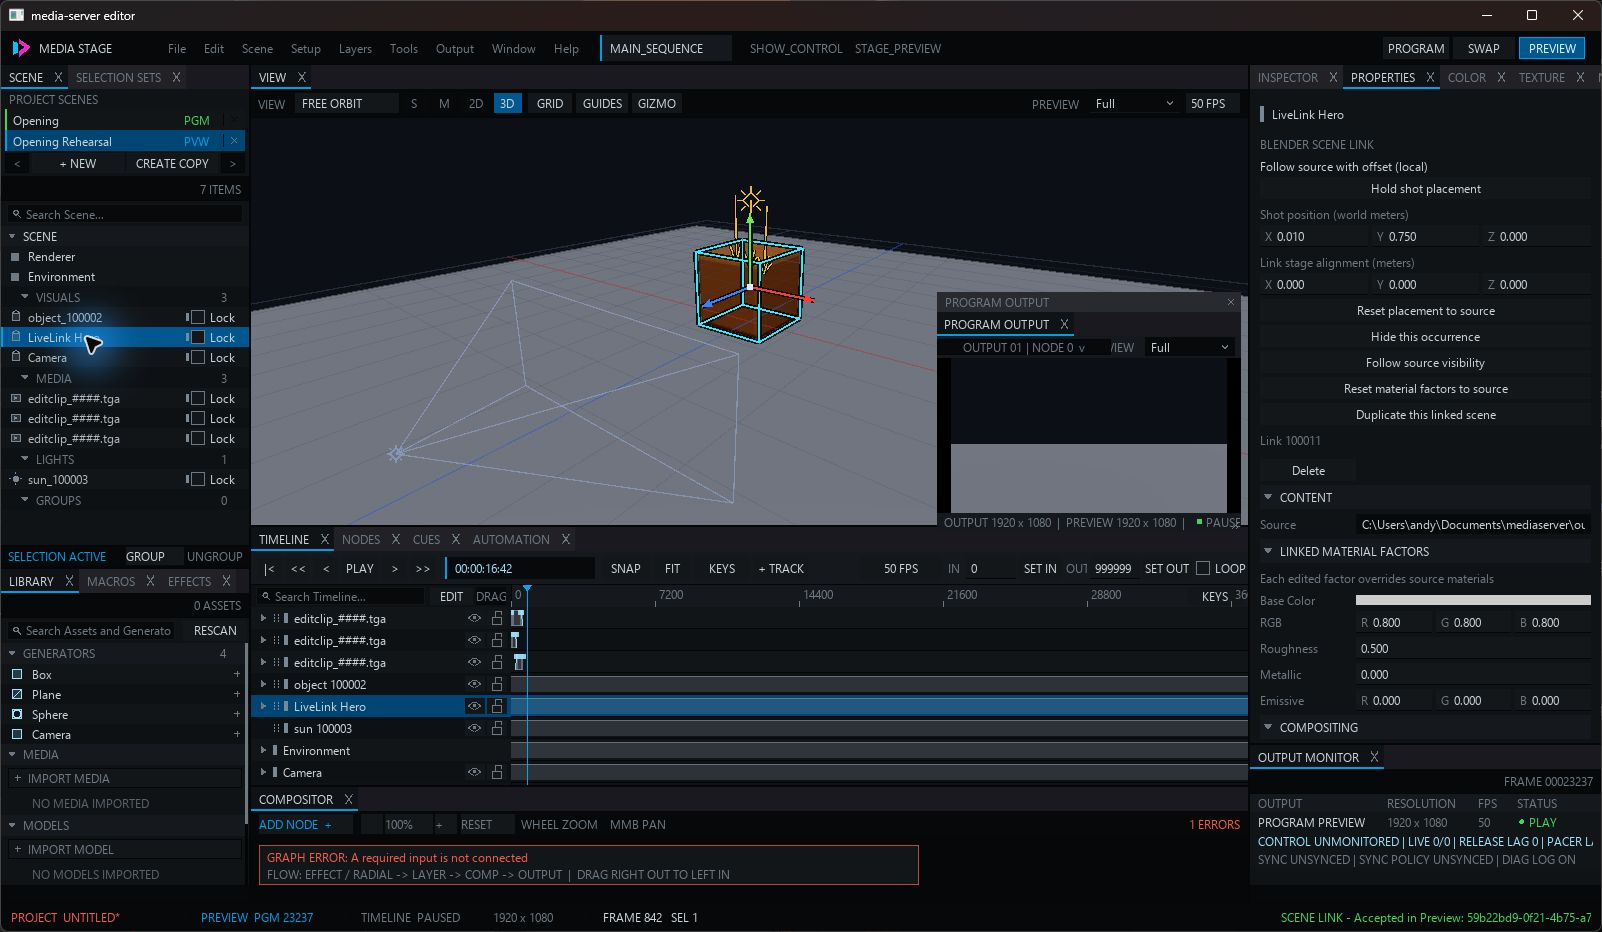 media-server editor
MEDIA STAGE File Edit Scene Setup Layers Tools Output Window Help MAIN_SEQUENCE SHOW_CONTROL STAGE_PREVIEW PROGRAM SWAP PREVIEW
SCENE X SELECTION SETS X
PROJECT SCENES
Opening PGM
Opening Rehearsal PVW
< + NEW CREATE COPY >
7 ITEMS
Search Scene...
SCENE
Renderer
Environment
VISUALS 3
object_100002 Lock
LiveLink Lock
Camera Lock
MEDIA 3
editclip_####.tga Lock
editclip_####.tga Lock
editclip_####.tga Lock
LIGHTS 1
sun_100003 Lock
GROUPS 0
SELECTION ACTIVE GROUP UNGROUP
LIBRARY X MACROS X EFFECTS X
0 ASSETS
Search Assets and Generato RESCAN
GENERATORS 4
Box +
Plane +
Sphere +
Camera +
MEDIA
+ IMPORT MEDIA
NO MEDIA IMPORTED
MODELS
+ IMPORT MODEL
NO MODELS IMPORTED
VIEW X
VIEW FREE ORBIT S M 2D 3D GRID GUIDES GIZMO PREVIEW Full 50 FPS
PROGRAM OUTPUT
PROGRAM OUTPUT X
OUTPUT 01 | NODE 0 v /IEW Full
OUTPUT 1920 x 1080 | PREVIEW 1920 x 1080 | PAUSE
TIMELINE X NODES X CUES X AUTOMATION X
|< << < PLAY > >> 00:00:16:42 SNAP FIT KEYS + TRACK 50 FPS IN 0 SET IN OUT 999999 SET OUT LOOP
Search Timeline... EDIT DRAG 0 7200 14400 21600 28800 KEYS 360
editclip_####.tga
editclip_####.tga
editclip_####.tga
object 100002
LiveLink Hero
sun 100003
Environment
Camera
COMPOSITOR X
ADD NODE + 100% + RESET WHEEL ZOOM MMB PAN 1 ERRORS
GRAPH ERROR: A required input is not connected
FLOW: EFFECT / RADIAL -> LAYER -> COMP -> OUTPUT | DRAG RIGHT OUT TO LEFT IN
INSPECTOR X PROPERTIES X COLOR X TEXTURE X
LiveLink Hero
BLENDER SCENE LINK
Follow source with offset (local)
Hold shot placement
Shot position (world meters)
X 0.010 Y 0.750 Z 0.000
Link stage alignment (meters)
X 0.000 Y 0.000 Z 0.000
Reset placement to source
Hide this occurrence
Follow source visibility
Reset material factors to source
Duplicate this linked scene
Link 100011
Delete
CONTENT
Source C:\Users\andy\Documents\mediaserver\ou
LINKED MATERIAL FACTORS
Each edited factor overrides source materials
Base Color
RGB R 0.800 G 0.800 B 0.800
Roughness 0.500
Metallic 0.000
Emissive R 0.000 G 0.000 B 0.000
COMPOSITING
OUTPUT MONITOR X
FRAME 00023237
OUTPUT RESOLUTION FPS STATUS
PROGRAM PREVIEW 1920 x 1080 50 PLAY
CONTROL UNMONITORED | LIVE 0/0 | RELEASE LAG 0 | PACER LA
SYNC UNSYNCED | SYNC POLICY UNSYNCED | DIAG LOG ON
PROJECT UNTITLED* PREVIEW PGM 23237 TIMELINE PAUSED 1920 x 1080 FRAME 842 SEL 1 SCENE LINK - Accepted in Preview: 59b22bd9-0f21-4b75-a7